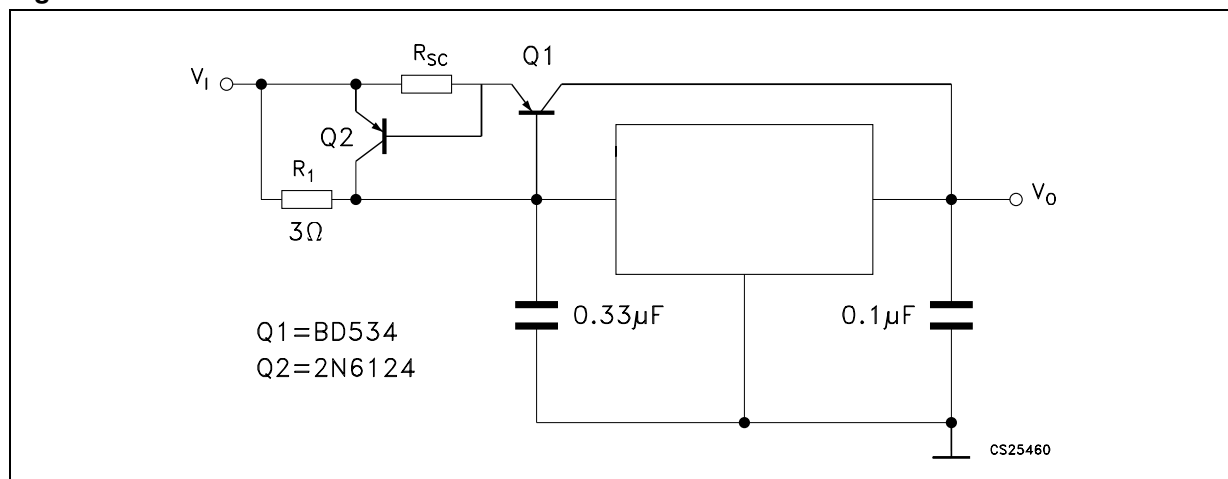 R_SC
Q1
V_I
Q2
R_1
3Ω
V_O
0.33μF
0.1μF
Q1=BD534
Q2=2N6124
CS25460